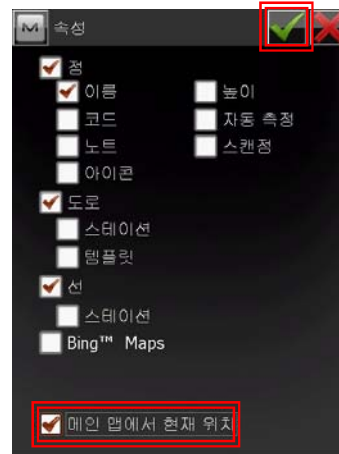 속성
점
이름 높이
코드 자동 측정
노트 스캔점
아이콘
도로
스테이션
템플릿
선
스테이션
Bing™ Maps
메인 맵에서 현재 위치